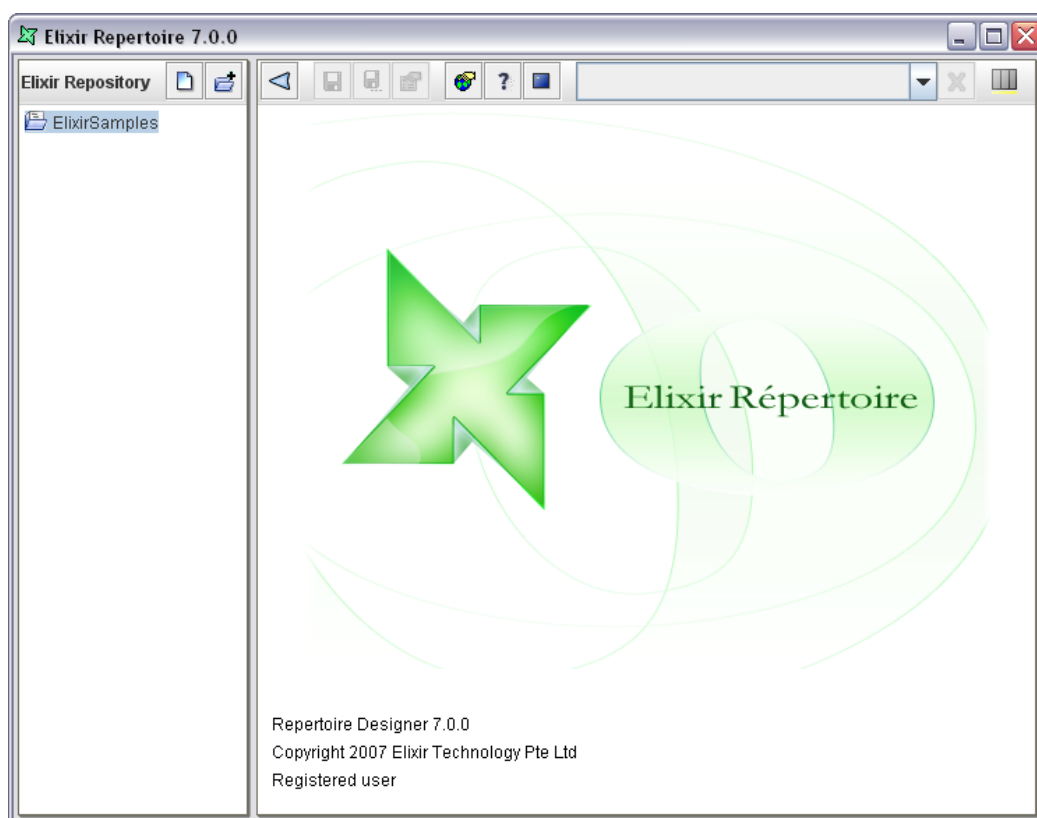 Elixir Repertoire 7.0.0
Elixir Repository
?
ElixirSamples
Elixir Répertoire
Repertoire Designer 7.0.0
Copyright 2007 Elixir Technology Pte Ltd
Registered user